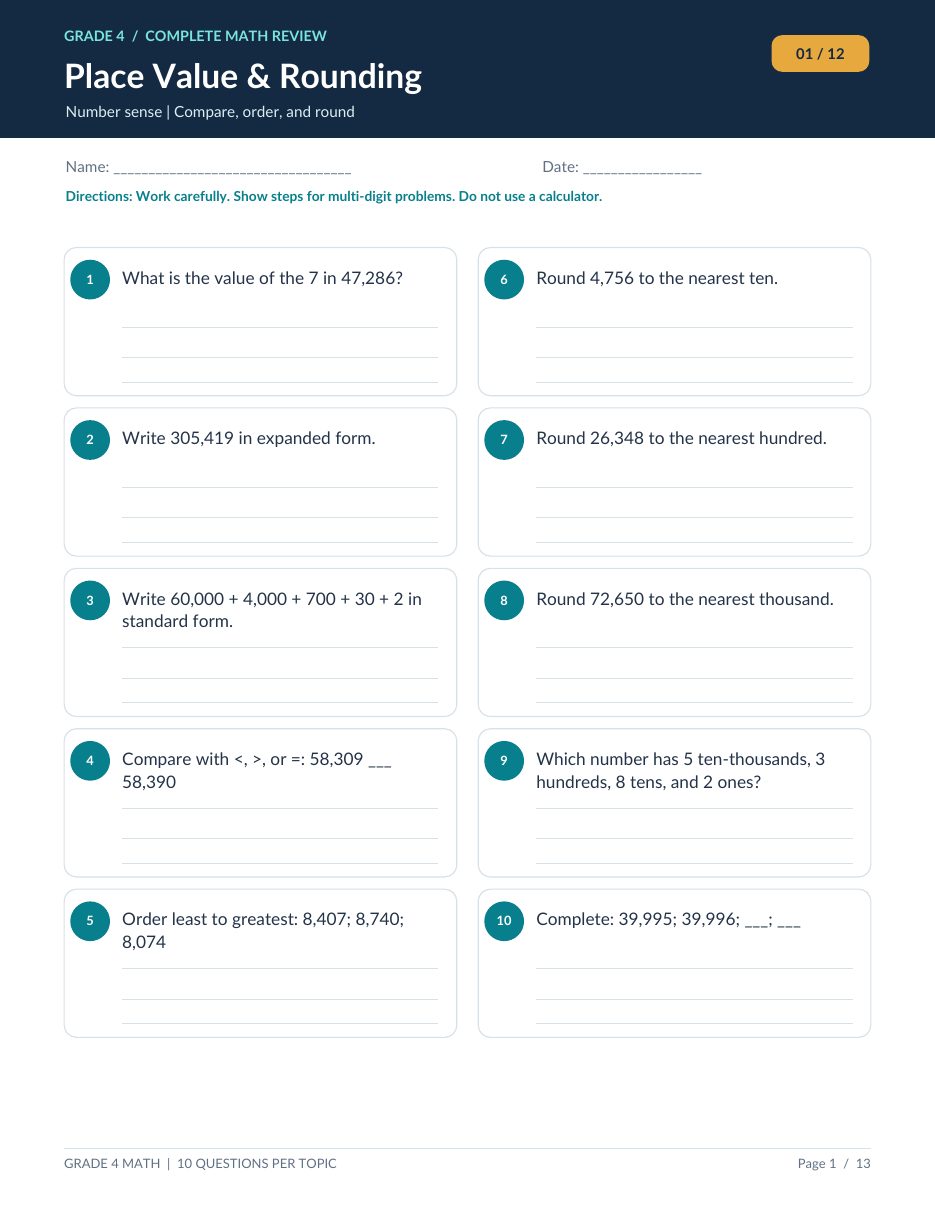 GRADE 4 / COMPLETE MATH REVIEW
01 / 12
Place Value & Rounding
Number sense | Compare, order, and round
Name: __________________________________
Date: _________________
Directions: Work carefully. Show steps for multi-digit problems. Do not use a calculator.
1
What is the value of the 7 in 47,286?
2
Write 305,419 in expanded form.
3
Write 60,000 + 4,000 + 700 + 30 + 2 in
standard form.
4
Compare with <, >, or =: 58,309 ___
58,390
5
Order least to greatest: 8,407; 8,740;
8,074
6
Round 4,756 to the nearest ten.
7
Round 26,348 to the nearest hundred.
8
Round 72,650 to the nearest thousand.
9
Which number has 5 ten-thousands, 3
hundreds, 8 tens, and 2 ones?
10
Complete: 39,995; 39,996; ___; ___
GRADE 4 MATH | 10 QUESTIONS PER TOPIC
Page 1 / 13